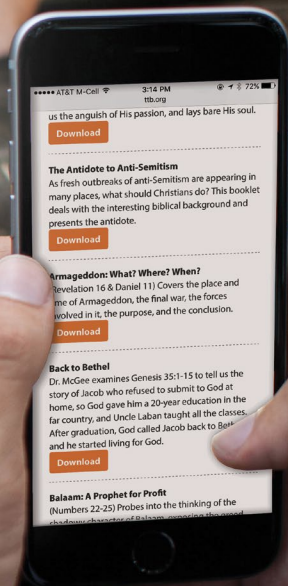 AT&T M-Cell 3:14 PM 72%
ttb.org
us the anguish of His passion, and lays bare His soul.
Download
The Antidote to Anti-Semitism
As fresh outbreaks of anti-Semitism are appearing in
many places, what should Christians do? This booklet
deals with the interesting biblical background and
presents the antidote.
Download
Armageddon: What? Where? When?
Revelation 16 & Daniel 11) Covers the place and
me of Armageddon, the final war, the forces
volved in it, the purpose, and the conclusion.
Download
Back to Bethel
Dr. McGee examines Genesis 35:1-15 to tell us the
story of Jacob who refused to submit to God at
home, so God gave him a 20-year education in the
far country, and Uncle Laban taught all the classes.
After graduation, God called Jacob back to Beth
and he started living for God.
Download
Balaam: A Prophet for Profit
(Numbers 22-25) Probes into the thinking of the
shadowy character of Balaam, exposing the greed